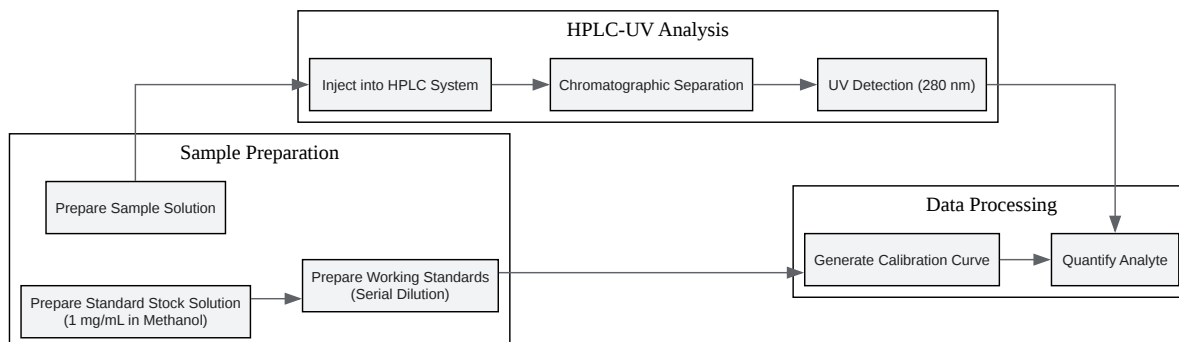 HPLC-UV Analysis
Inject into HPLC System
Chromatographic Separation
UV Detection (280 nm)
Sample Preparation
Prepare Sample Solution
Prepare Standard Stock Solution
(1 mg/mL in Methanol)
Prepare Working Standards
(Serial Dilution)
Data Processing
Generate Calibration Curve
Quantify Analyte